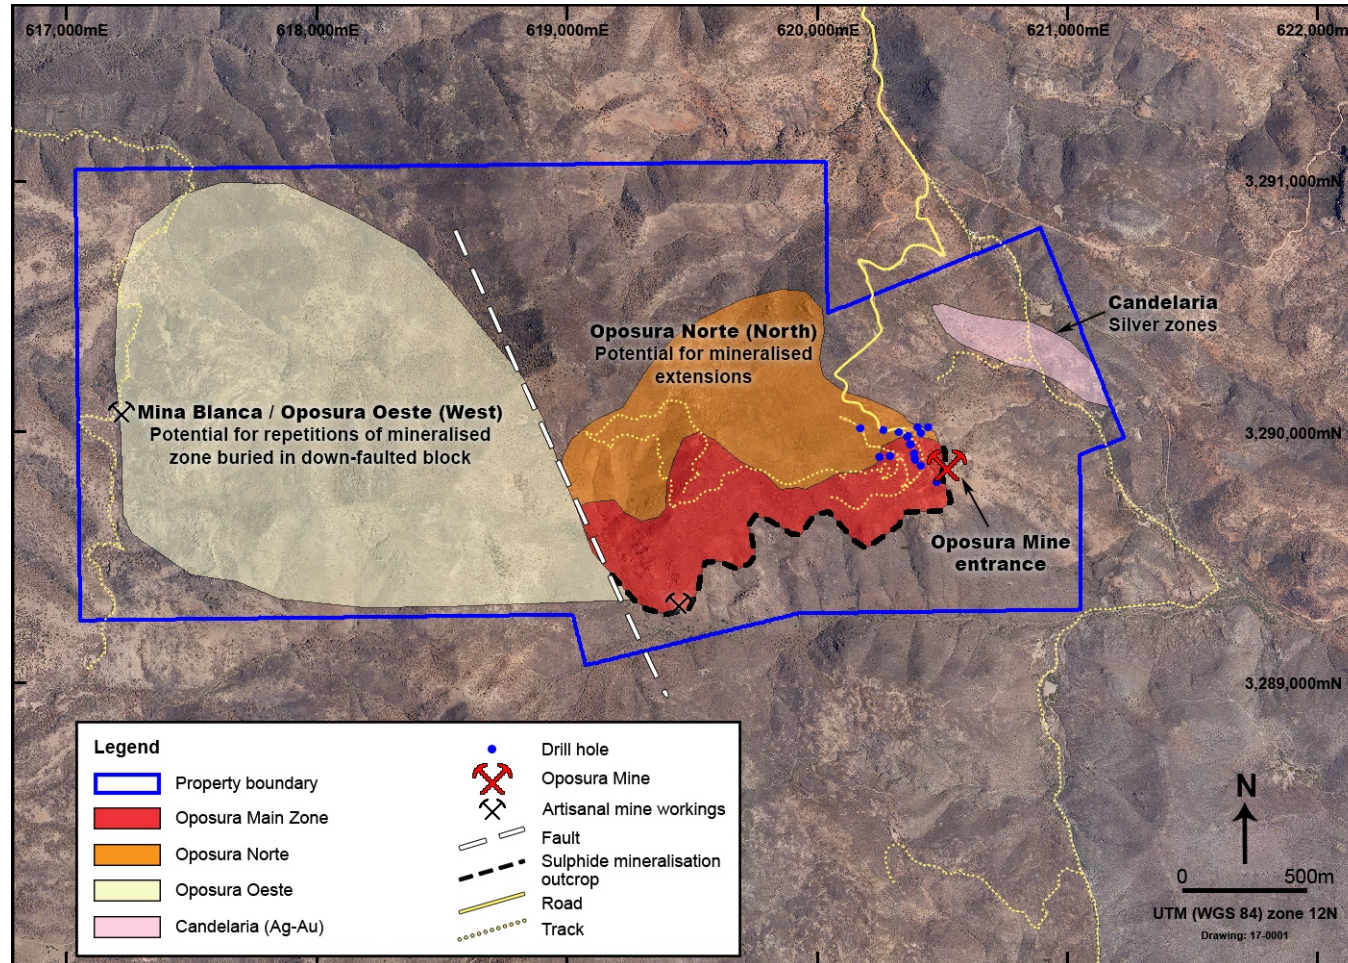 617,000mE
618,000mE
619,000mE
620,000mE
621,000mE
622,000m
3,291,000mN
Candelaria
Silver zones
Oposura Norte (North)
Potential for mineralised
extensions
Mina Blanca / Oposura Oeste (West)
Potential for repetitions of mineralised
zone buried in down-faulted block
3,290,000mN
Oposura Mine
entrance
3,289,000mN
Legend
Property boundary
Oposura Main Zone
Oposura Norte
Oposura Oeste
Candelaria (Ag-Au)
Drill hole
Oposura Mine
Artisanal mine workings
Fault
Sulphide mineralisation
outcrop
Road
Track
N
0 500m
UTM (WGS 84) zone 12N
Drawing: 17-0001